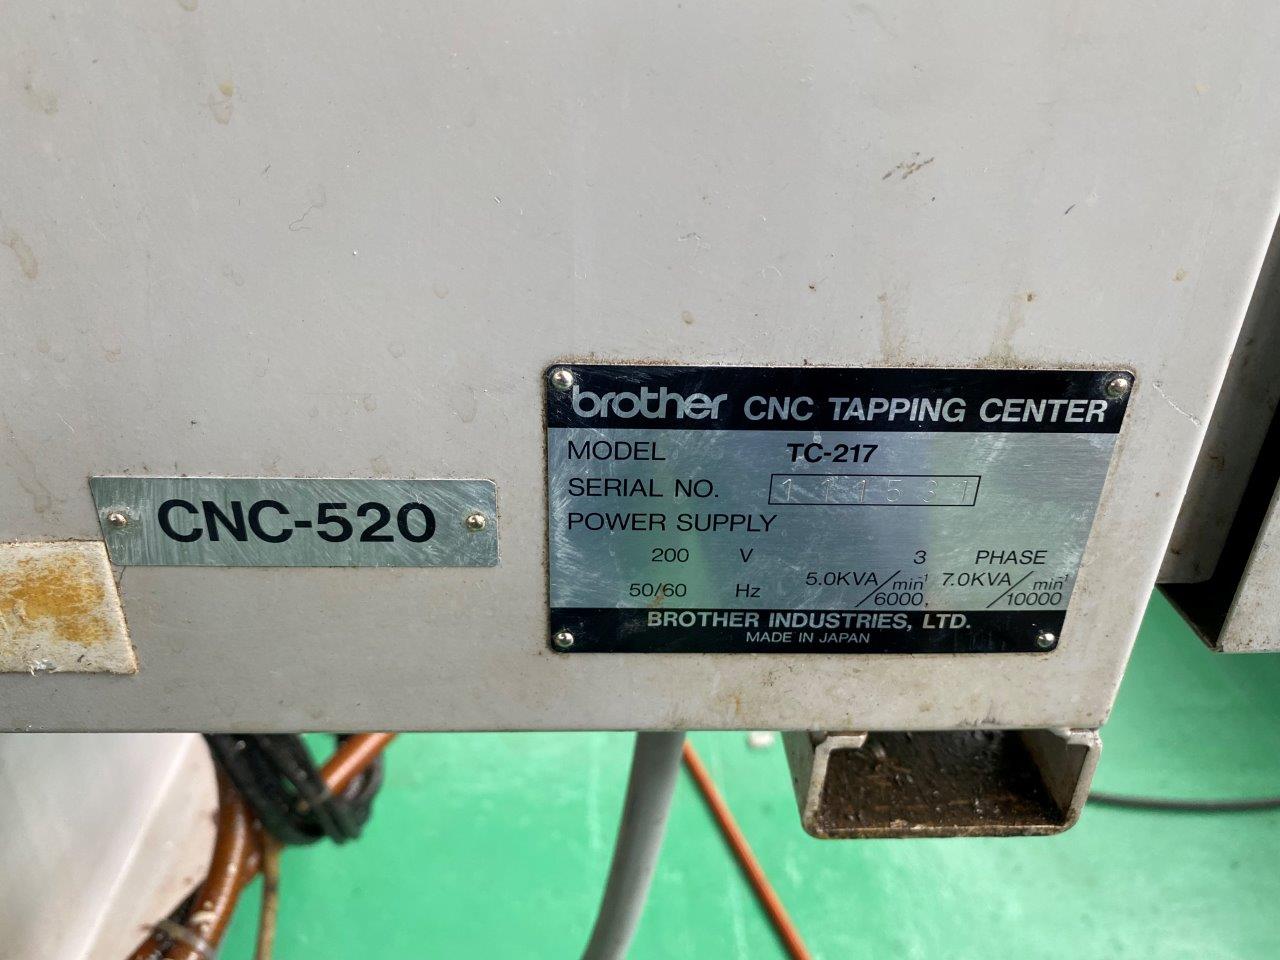 CNC-520
brother CNC TAPPING CENTER
MODEL TC-217
SERIAL NO. 111531
POWER SUPPLY
200 V 3 PHASE
50/60 Hz 5.0KVA/min⁻¹ 6000, 7.0KVA/min⁻¹ 10000
BROTHER INDUSTRIES, LTD.
MADE IN JAPAN